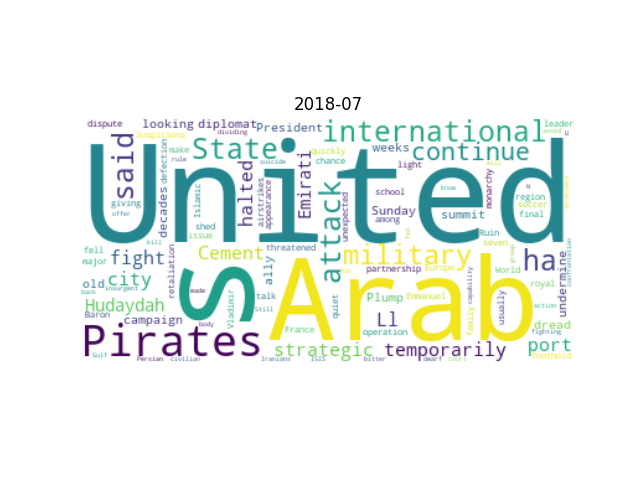 2018-07
dispute
looking
diplomat
President
international
leader
Suspicions
dividing
avoid
U
said
make
defection
State
halted
quickly
weeks
continue
issue
rule
suicide
chance
United
decades
Islamic
airstrikes
appearance
Emirati
light
monarchy
N
region
giving
offer
school
soccer
shed
Sunday
unexpected
among
summit
final
prominent
know
fell
major
fight
retaliation
Cement
threatened
attack
military
Ruin
seven
ha
undermine
confrontation
kill
ally
partnership
Europe
World
group
old
city
insurgent
made
S
Arab
talk
quiet
Plump
Emmanuel
family
capability
usually
royal
back
Hudaydah
Vladimir
Still
Baron
campaign
body
France
operation
Ll
action
dread
fighting
Pirates
strategic
temporarily
port
foothold
Gulf
Persian
civilian
Iranians
ISIS
bitter
dwarf
court